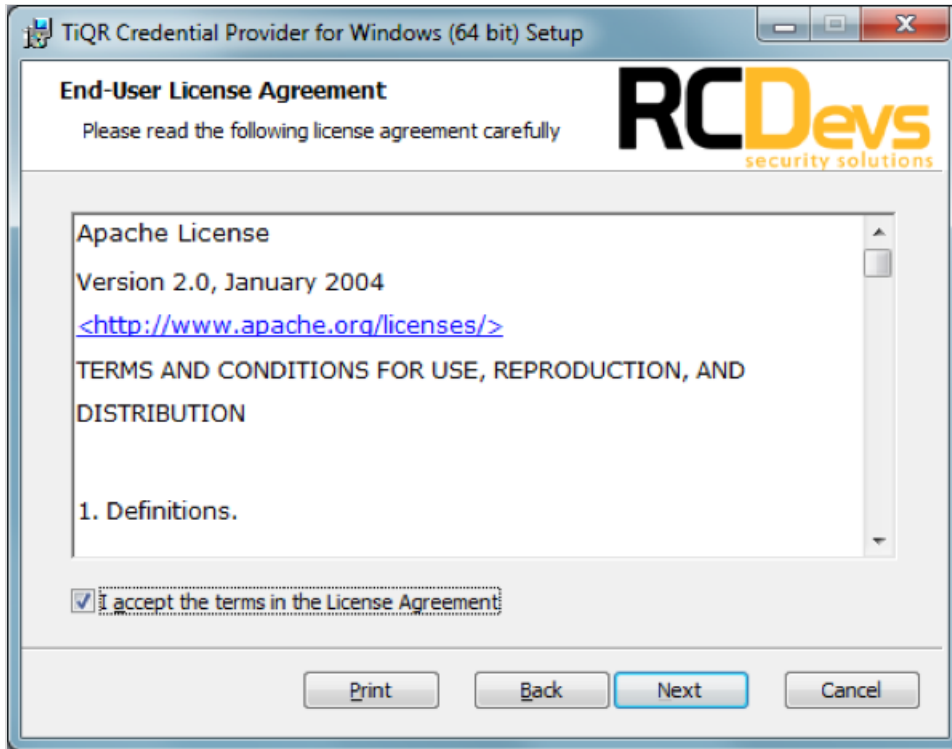 TiQR Credential Provider for Windows (64 bit) Setup
End-User License Agreement
Please read the following license agreement carefully
RCDevs
security solutions
Apache License
Version 2.0, January 2004
<http://www.apache.org/licenses/>
TERMS AND CONDITIONS FOR USE, REPRODUCTION, AND
DISTRIBUTION
1. Definitions.
I accept the terms in the License Agreement
Print Back Next Cancel